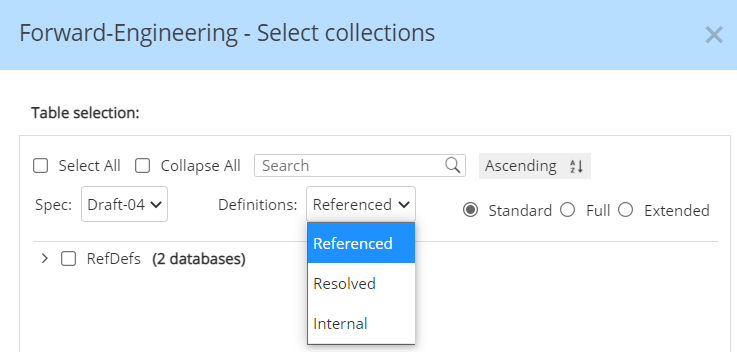 Forward-Engineering - Select collections
Table selection:
Select All Collapse All Search Ascending
Spec: Draft-04 Definitions: Referenced Standard Full Extended
Referenced
RefDefs (2 databases)
Resolved
Internal